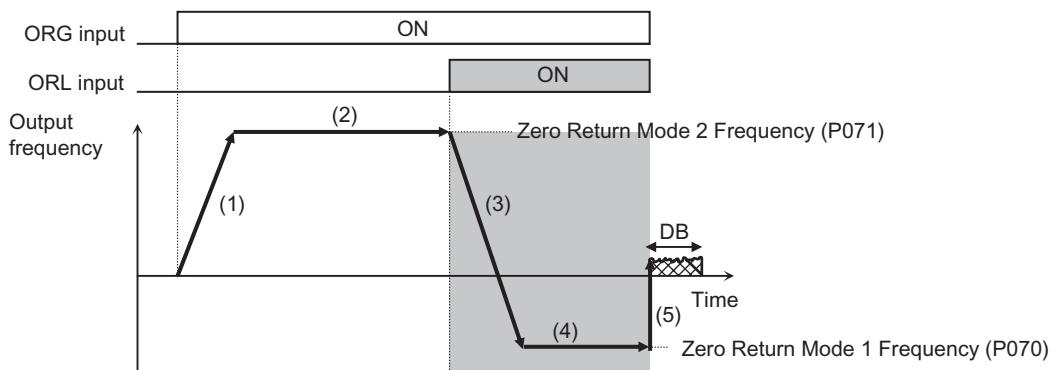 ORG input
ON
ORL input
ON
Output
frequency
(2)
Zero Return Mode 2 Frequency (P071)
(1)
(3)
DB
Time
(4)
(5)
Zero Return Mode 1 Frequency (P070)